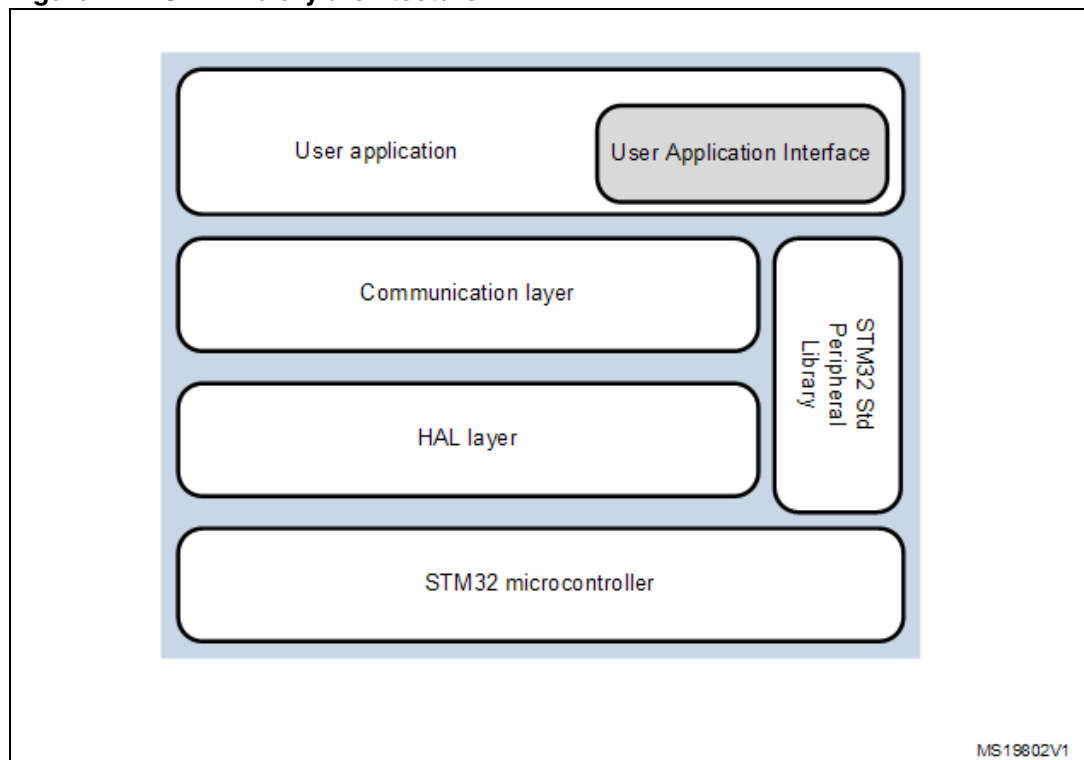 User application
User Application Interface
Communication layer
STM32 Std
Peripheral
Library
HAL layer
STM32 microcontroller
MS19802V1